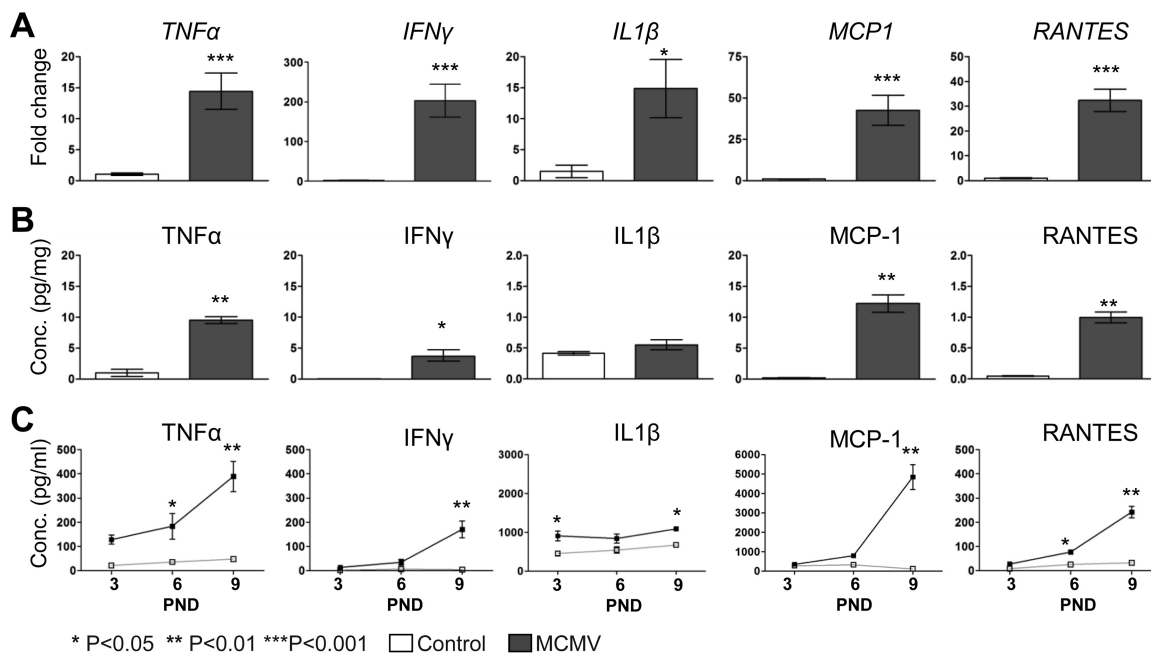 A
TNFα IFNγ IL1β MCP1 RANTES
Fold change
20 15 10 5 0 ***
300 200 100 0 ***
20 15 10 5 0 *
75 50 25 0 ***
50 40 30 20 10 0 ***
B
TNFα IFNγ IL1β MCP-1 RANTES
Conc. (pg/mg)
20 15 10 5 0 **
20 15 10 5 0 *
2.0 1.5 1.0 0.5 0.0
20 15 10 5 0 **
2.0 1.5 1.0 0.5 0.0 **
C
TNFα IFNγ IL1β MCP-1 RANTES
Conc. (pg/ml)
500 400 300 200 100 0 * **
500 400 300 200 100 0 **
3000 2000 1000 0 * *
6000 5000 4000 3000 2000 1000 0 **
500 400 300 200 100 0 * **
3 6 9 3 6 9 3 6 9 3 6 9 3 6 9
PND PND PND PND PND
* P<0.05 ** P<0.01 ***P<0.001 Control MCMV